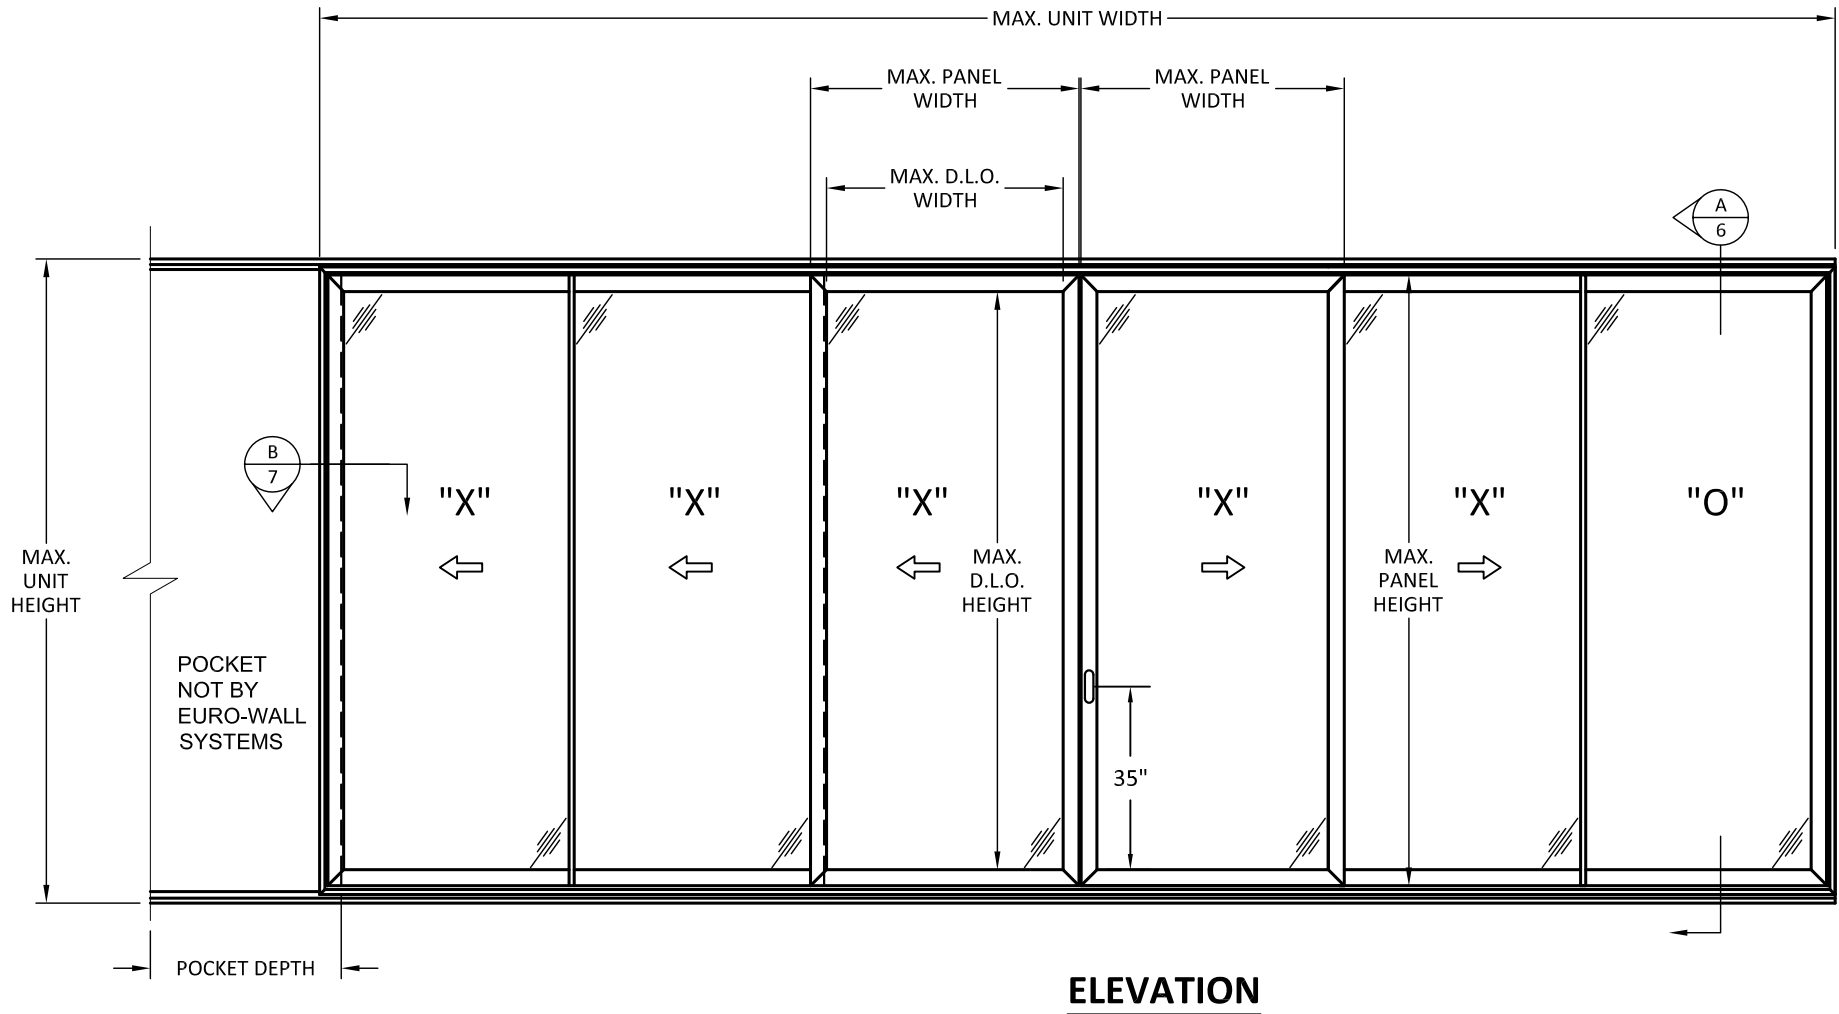 MAX. UNIT WIDTH
MAX. PANEL
WIDTH
MAX. PANEL
WIDTH
MAX. D.L.O.
WIDTH
A
6
B
7
"X"
"X"
"X"
"X"
"X"
"O"
MAX.
UNIT
HEIGHT
MAX.
D.L.O.
HEIGHT
MAX.
PANEL
HEIGHT
POCKET
NOT BY
EURO-WALL
SYSTEMS
35"
POCKET DEPTH
ELEVATION